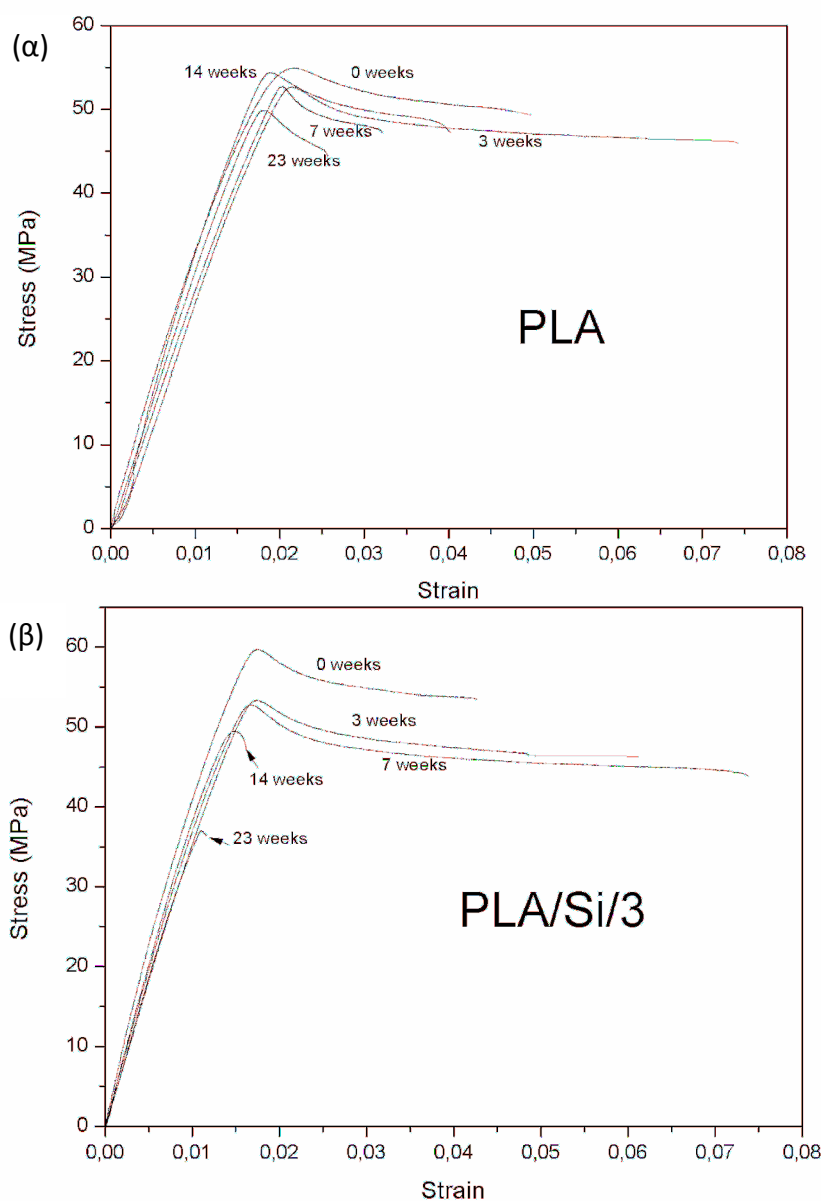 (α)
60
50
40
30
20
10
0
Stress (MPa)
14 weeks
0 weeks
7 weeks
3 weeks
23 weeks
PLA
0,00 0,01 0,02 0,03 0,04 0,05 0,06 0,07 0,08
Strain
(β)
60
50
40
30
20
10
0
Stress (MPa)
0 weeks
3 weeks
7 weeks
14 weeks
23 weeks
PLA/Si/3
0,00 0,01 0,02 0,03 0,04 0,05 0,06 0,07 0,08
Strain